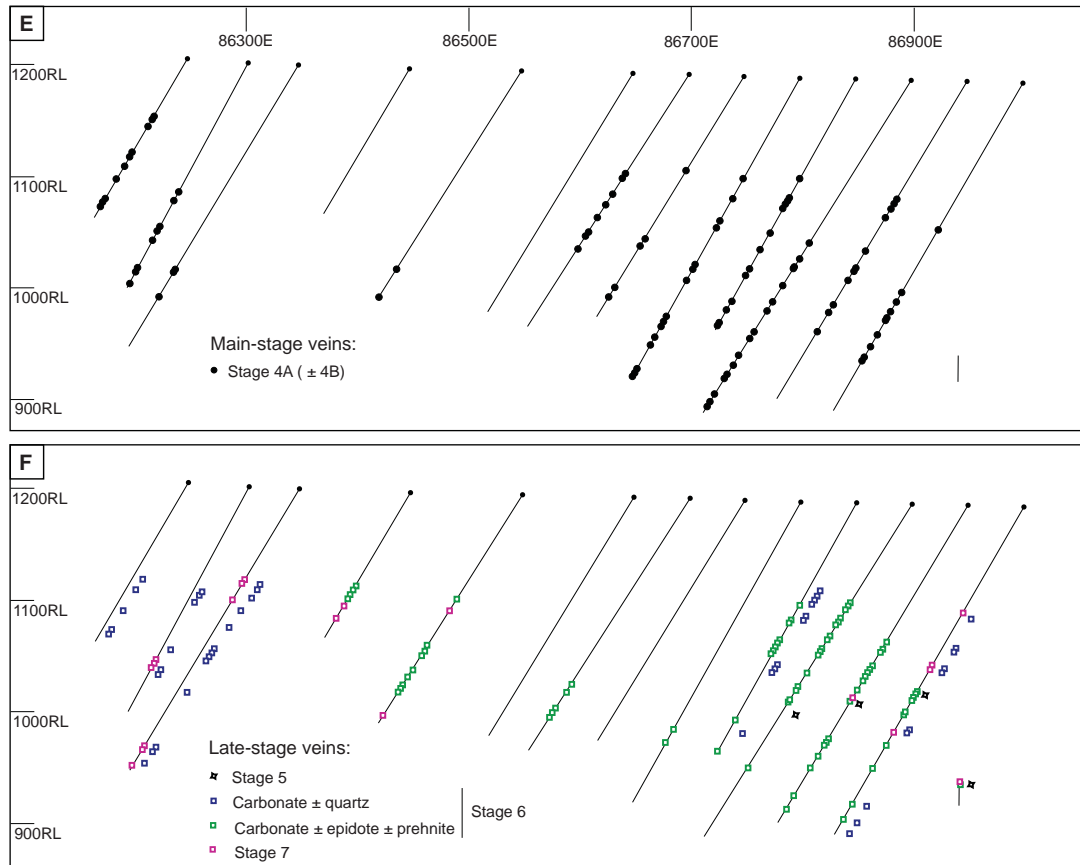 E
86300E 86500E 86700E 86900E
1200RL
1100RL
1000RL
900RL
Main-stage veins:
Stage 4A ( ± 4B)
F
1200RL
1100RL
1000RL
900RL
Late-stage veins:
Stage 5
Carbonate ± quartz
Carbonate ± epidote ± prehnite
Stage 6
Stage 7